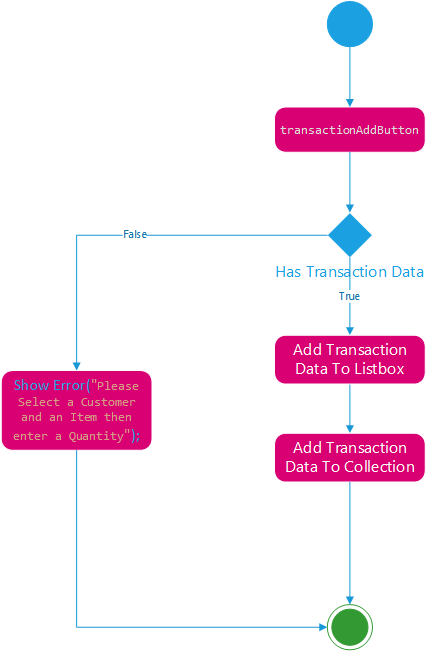 transactionAddButton
False
Has Transaction Data
True
Add Transaction
Data To Listbox
Show Error("Please
Select a Customer
and an Item then
enter a Quantity");
Add Transaction
Data To Collection